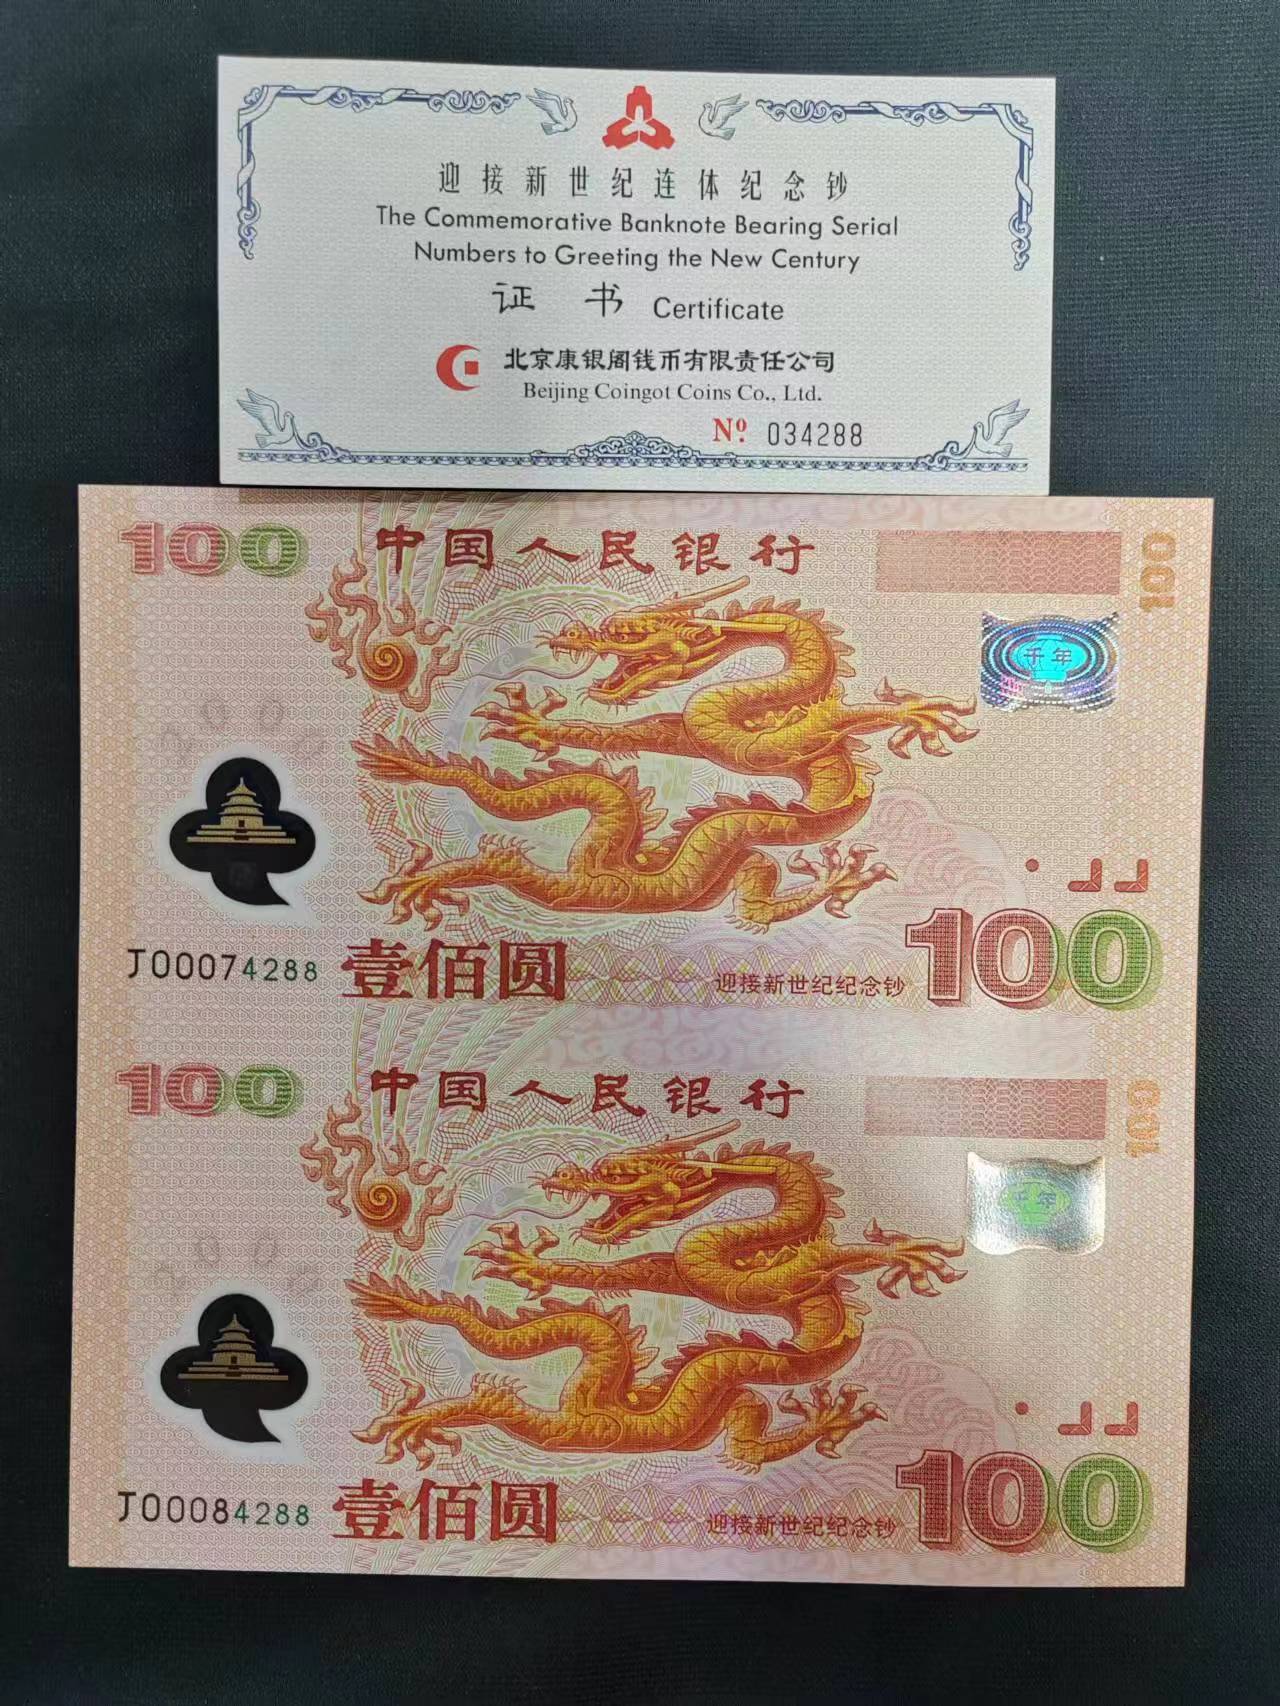 迎接新世纪连体纪念钞
The Commemorative Banknote Bearing Serial
Numbers to Greeting the New Century
证 书 Certificate
北京康银阁钱币有限责任公司
Beijing Coingot Coins Co., Ltd.
Nº. 034288
100 中国人民银行 100
千年
2000
J00074288 壹佰圆 迎接新世纪纪念钞 100
100 中国人民银行 100
千年
2000
J00084288 壹佰圆 迎接新世纪纪念钞 100